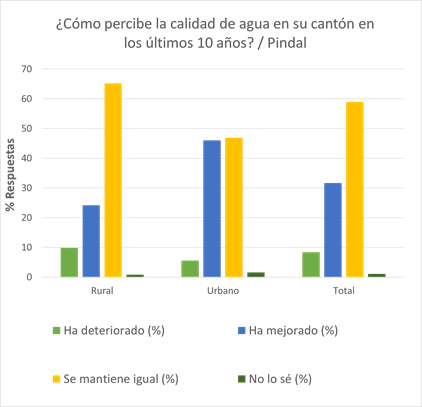 ¿Cómo percibe la calidad de agua en su cantón en
los últimos 10 años? / Pindal
70
60
50
40
30
20
10
0
% Respuestas
Rural
Urbano
Total
Ha deteriorado (%)
Ha mejorado (%)
Se mantiene igual (%)
No lo sé (%)